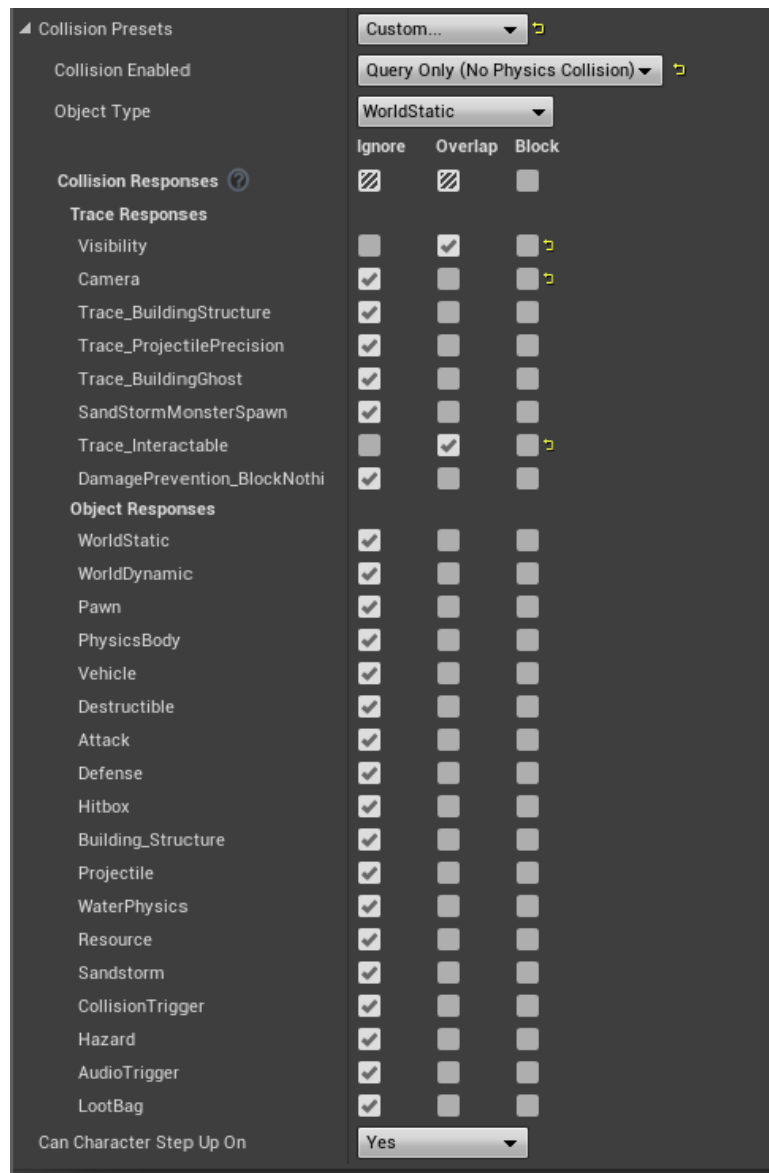 Collision Presets Custom...
Collision Enabled Query Only (No Physics Collision)
Object Type WorldStatic
Ignore Overlap Block
Collision Responses ?
Trace Responses
Visibility
Camera
Trace_BuildingStructure
Trace_ProjectilePrecision
Trace_BuildingGhost
SandStormMonsterSpawn
Trace_Interactable
DamagePrevention_BlockNothi
Object Responses
WorldStatic
WorldDynamic
Pawn
PhysicsBody
Vehicle
Destructible
Attack
Defense
Hitbox
Building_Structure
Projectile
WaterPhysics
Resource
Sandstorm
CollisionTrigger
Hazard
AudioTrigger
LootBag
Can Character Step Up On Yes